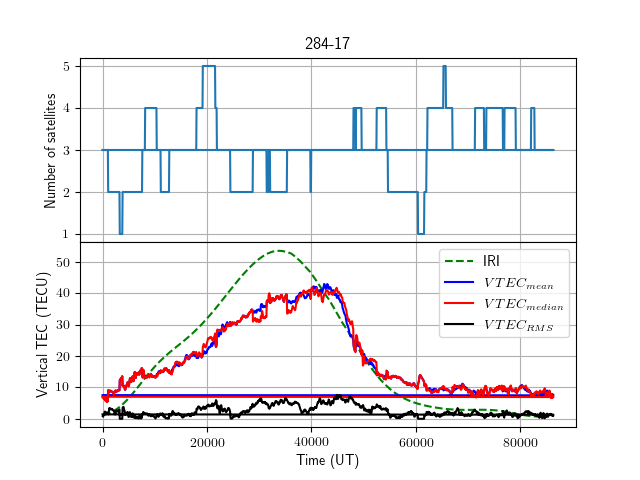 284-17
Number of satellites
5
4
3
2
1
Vertical TEC (TECU)
50
40
30
20
10
0
IRI
VTEC_mean
VTEC_median
VTEC_RMS
0 20000 40000 60000 80000
Time (UT)